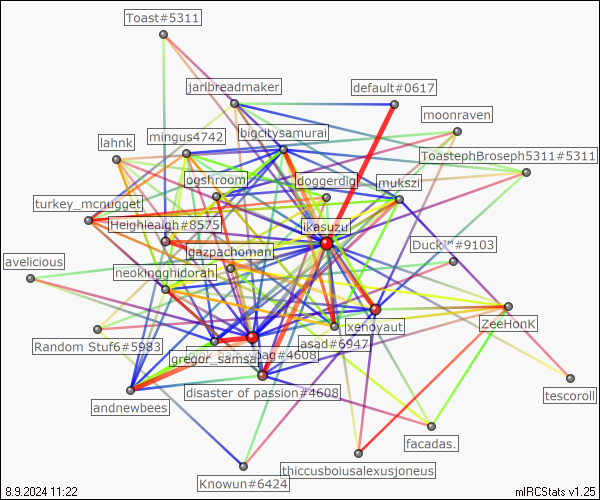 Toast#5311
jarlbreadmaker
default#0617
moonraven
mingus4742
bigcitysamurai
lahnk
ToastephBroseph5311#5311
ogshroom
doggerdig
mukszi
turkey_mcnugget
Heighleigh#8575
ikasuzu
Duck™#9103
gazpachoman
avelicious
neokingghidorah
xenovaut
ZeeHonK
Random Stuf6#5983
asad#6947
gregor_samsa
bag#4608
disaster of passion#4608
tescoroll
andnewbees
facadas.
thiccusboiusalexusjoneus
Knowun#6424
8.9.2024 11:22
mIRCStats v1.25